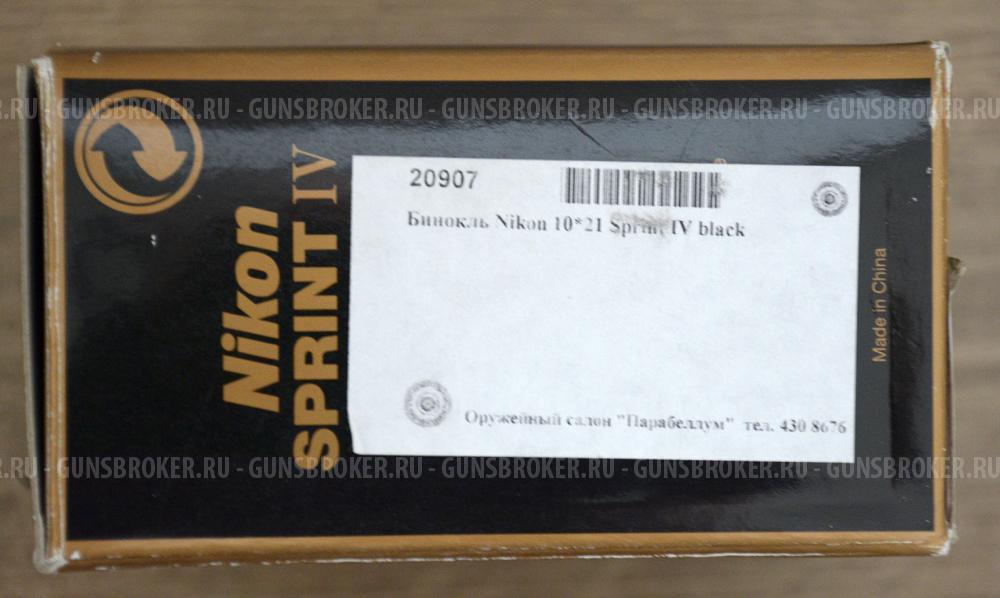 GUNSBROKER.RU - GUNSBROKER.RU - GUNSBROKER.RU - GUNSBROKER.RU - GUNSBROKER.RU
Nikon
SPRINT IV
20907
Бинокль Nikon 10*21 Sprint IV black
Оружейный салон "Парабеллум" тел. 430 8676
Made in China
GUNSBROKER.RU - GUNSBROKER.RU - GUNSBROKER.RU - GUNSBROKER.RU - GUNSBROKER.RU